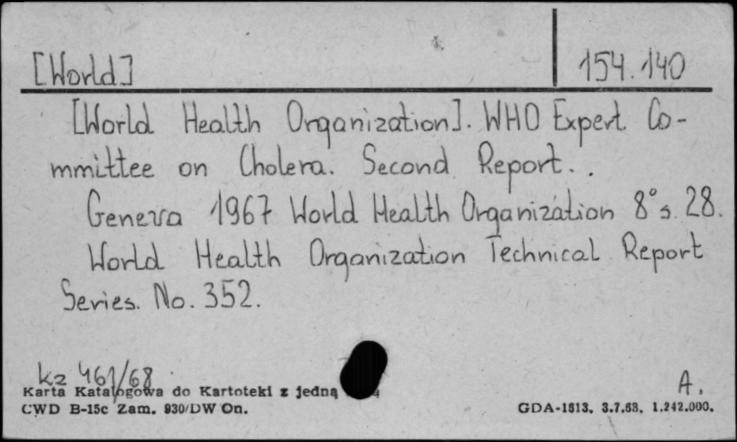 [World] 154.140
[World Health Organization]. WHO Expert Co-
mmittee on Cholera. Second Report..
Geneva 1967 World Health Organization 8° s. 28.
World Health Organization Technical Report
Series. No. 352.
kz 461/68 A.
Karta Katalogowa do Kartoteki z jedną
CWD B-15c Zam. 930/DW On. GDA-1613. 3.7.63. 1.242.000.